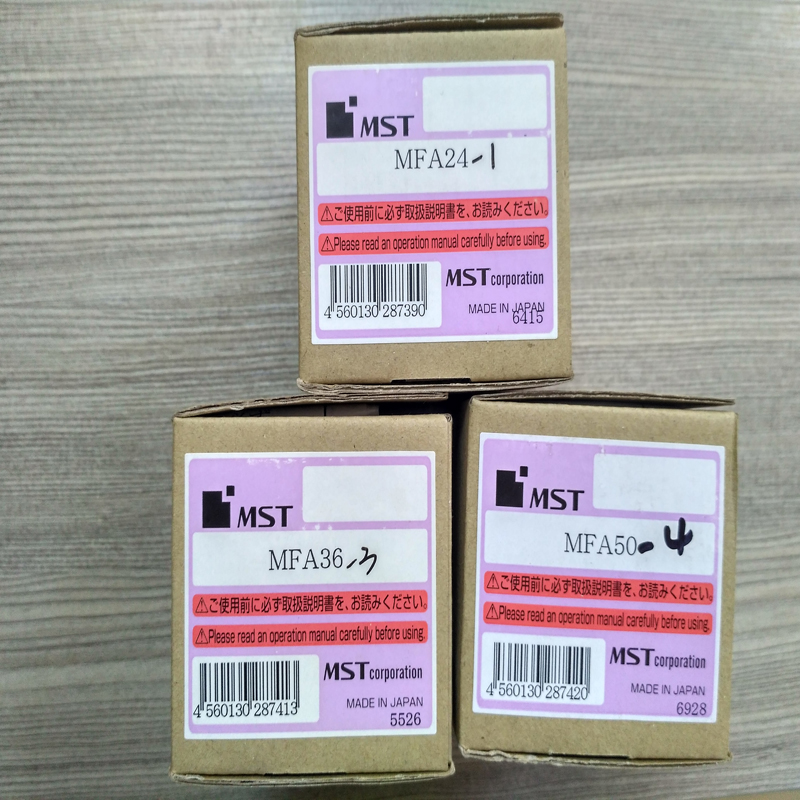 MST
MFA24-1
⚠ご使用前に必ず取扱説明書を、お読みください。
⚠Please read an operation manual carefully before using.
MST corporation
4 560130 287390
MADE IN JAPAN
6415
MST
MFA36-3
⚠ご使用前に必ず取扱説明書を、お読みください。
⚠Please read an operation manual carefully before using.
MST corporation
4 560130 287413
MADE IN JAPAN
5526
MST
MFA50-4
⚠ご使用前に必ず取扱説明書を、お読みください。
⚠Please read an operation manual carefully before using.
MST corporation
4 560130 287420
MADE IN JAPAN
6928